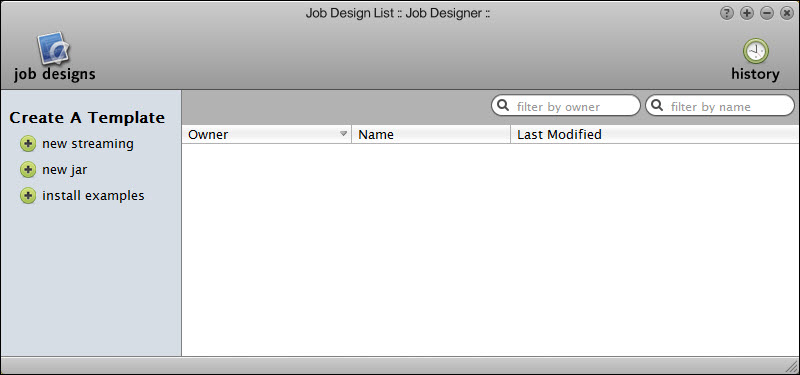 Job Design List :: Job Designer ::
job designs
history
Create A Template
new streaming
new jar
install examples
filter by owner
filter by name
Owner Name Last Modified